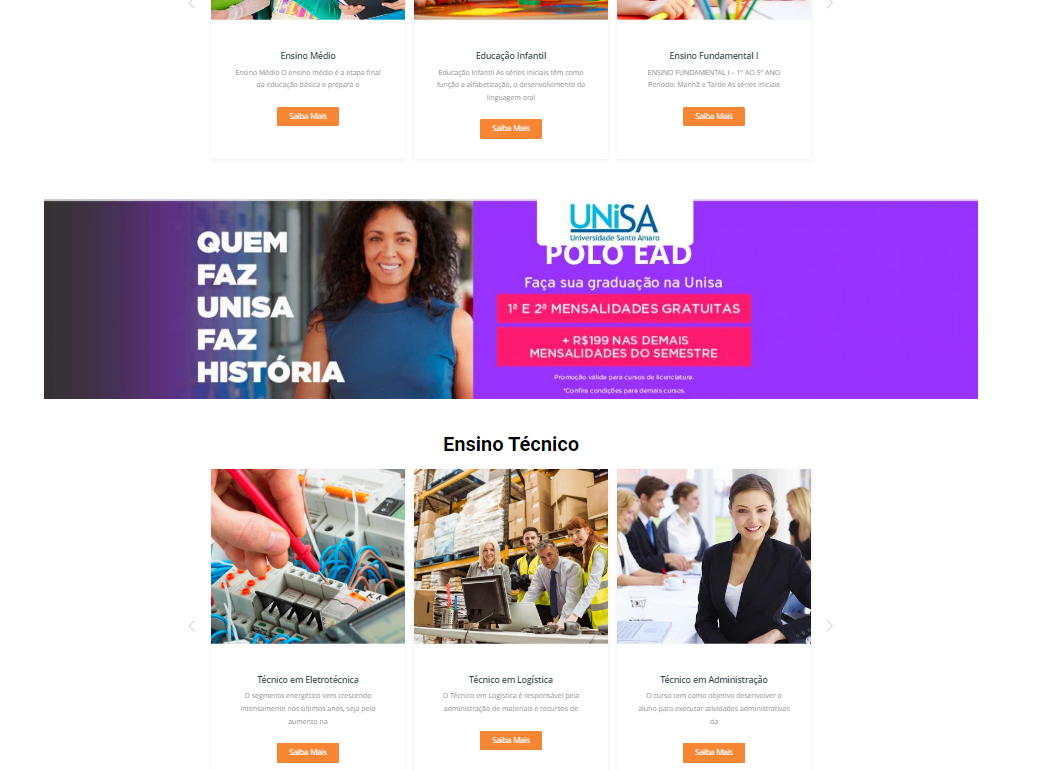 Ensino Médio
Ensino Médio O ensino médio é a etapa final
da educação básica e prepara o
Saiba Mais
Educação Infantil
Educação Infantil As séries iniciais têm como
função a alfabetização, o desenvolvimento da
linguagem oral
Saiba Mais
Ensino Fundamental I
ENSINO FUNDAMENTAL I – 1º AO 5º ANO
Período: Manhã e Tarde As séries iniciais
Saiba Mais
QUEM
FAZ
UNISA
FAZ
HISTÓRIA
UNiSA
Universidade Santo Amaro
POLO EAD
Faça sua graduação na Unisa
1ª E 2ª MENSALIDADES GRATUITAS
+ R$199 NAS DEMAIS
MENSALIDADES DO SEMESTRE
Promoção válida para cursos de licenciatura.
*Confira condições para demais cursos.
Ensino Técnico
Técnico em Eletrotécnica
O segmento energético vem crescendo
intensamente nos últimos anos, seja pelo
aumento na
Saiba Mais
Técnico em Logística
O Técnico em Logística é responsável pela
administração de materiais e recursos de
Saiba Mais
Técnico em Administração
O curso tem como objetivo desenvolver o
aluno para executar atividades administrativas
da
Saiba Mais